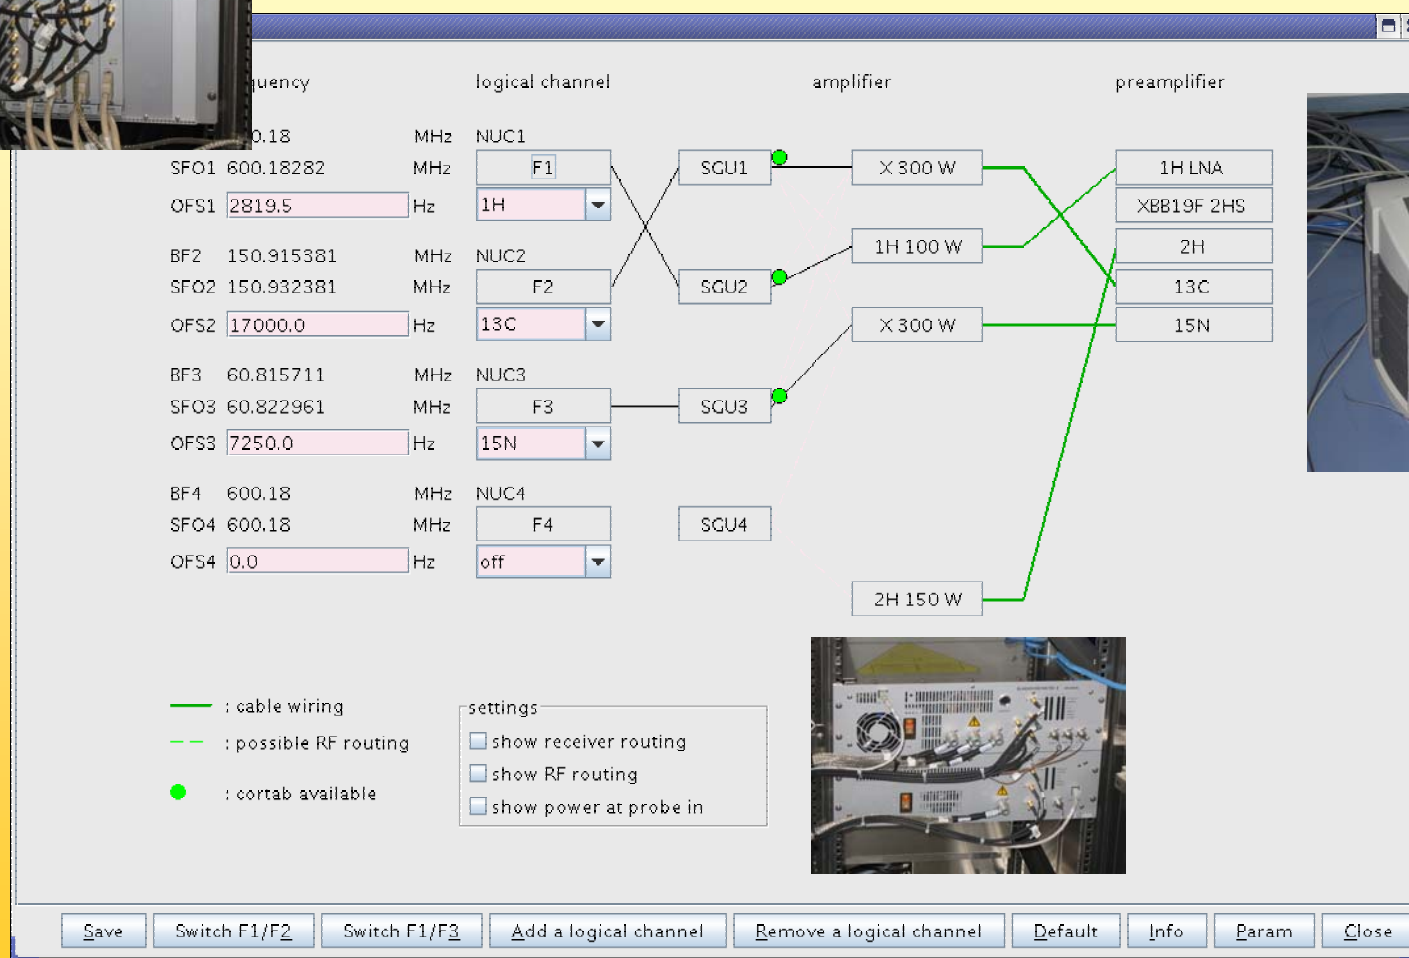 quency logical channel amplifier preamplifier
0.18 MHz NUC1
SFO1 600.18282 MHz F1 SGU1 X 300 W 1H LNA
OFS1 2819.5 Hz 1H XBB19F 2HS
1H 100 W 2H
BF2 150.915381 MHz NUC2
SFO2 150.932381 MHz F2 SGU2 13C
OFS2 17000.0 Hz 13C X 300 W 15N
BF3 60.815711 MHz NUC3
SFO3 60.822961 MHz F3 SGU3
OFS3 7250.0 Hz 15N
BF4 600.18 MHz NUC4
SFO4 600.18 MHz F4 SGU4
OFS4 0.0 Hz off
2H 150 W
: cable wiring
: possible RF routing
: cortab available
settings
show receiver routing
show RF routing
show power at probe in
Save Switch F1/F2 Switch F1/F3 Add a logical channel Remove a logical channel Default Info Param Close